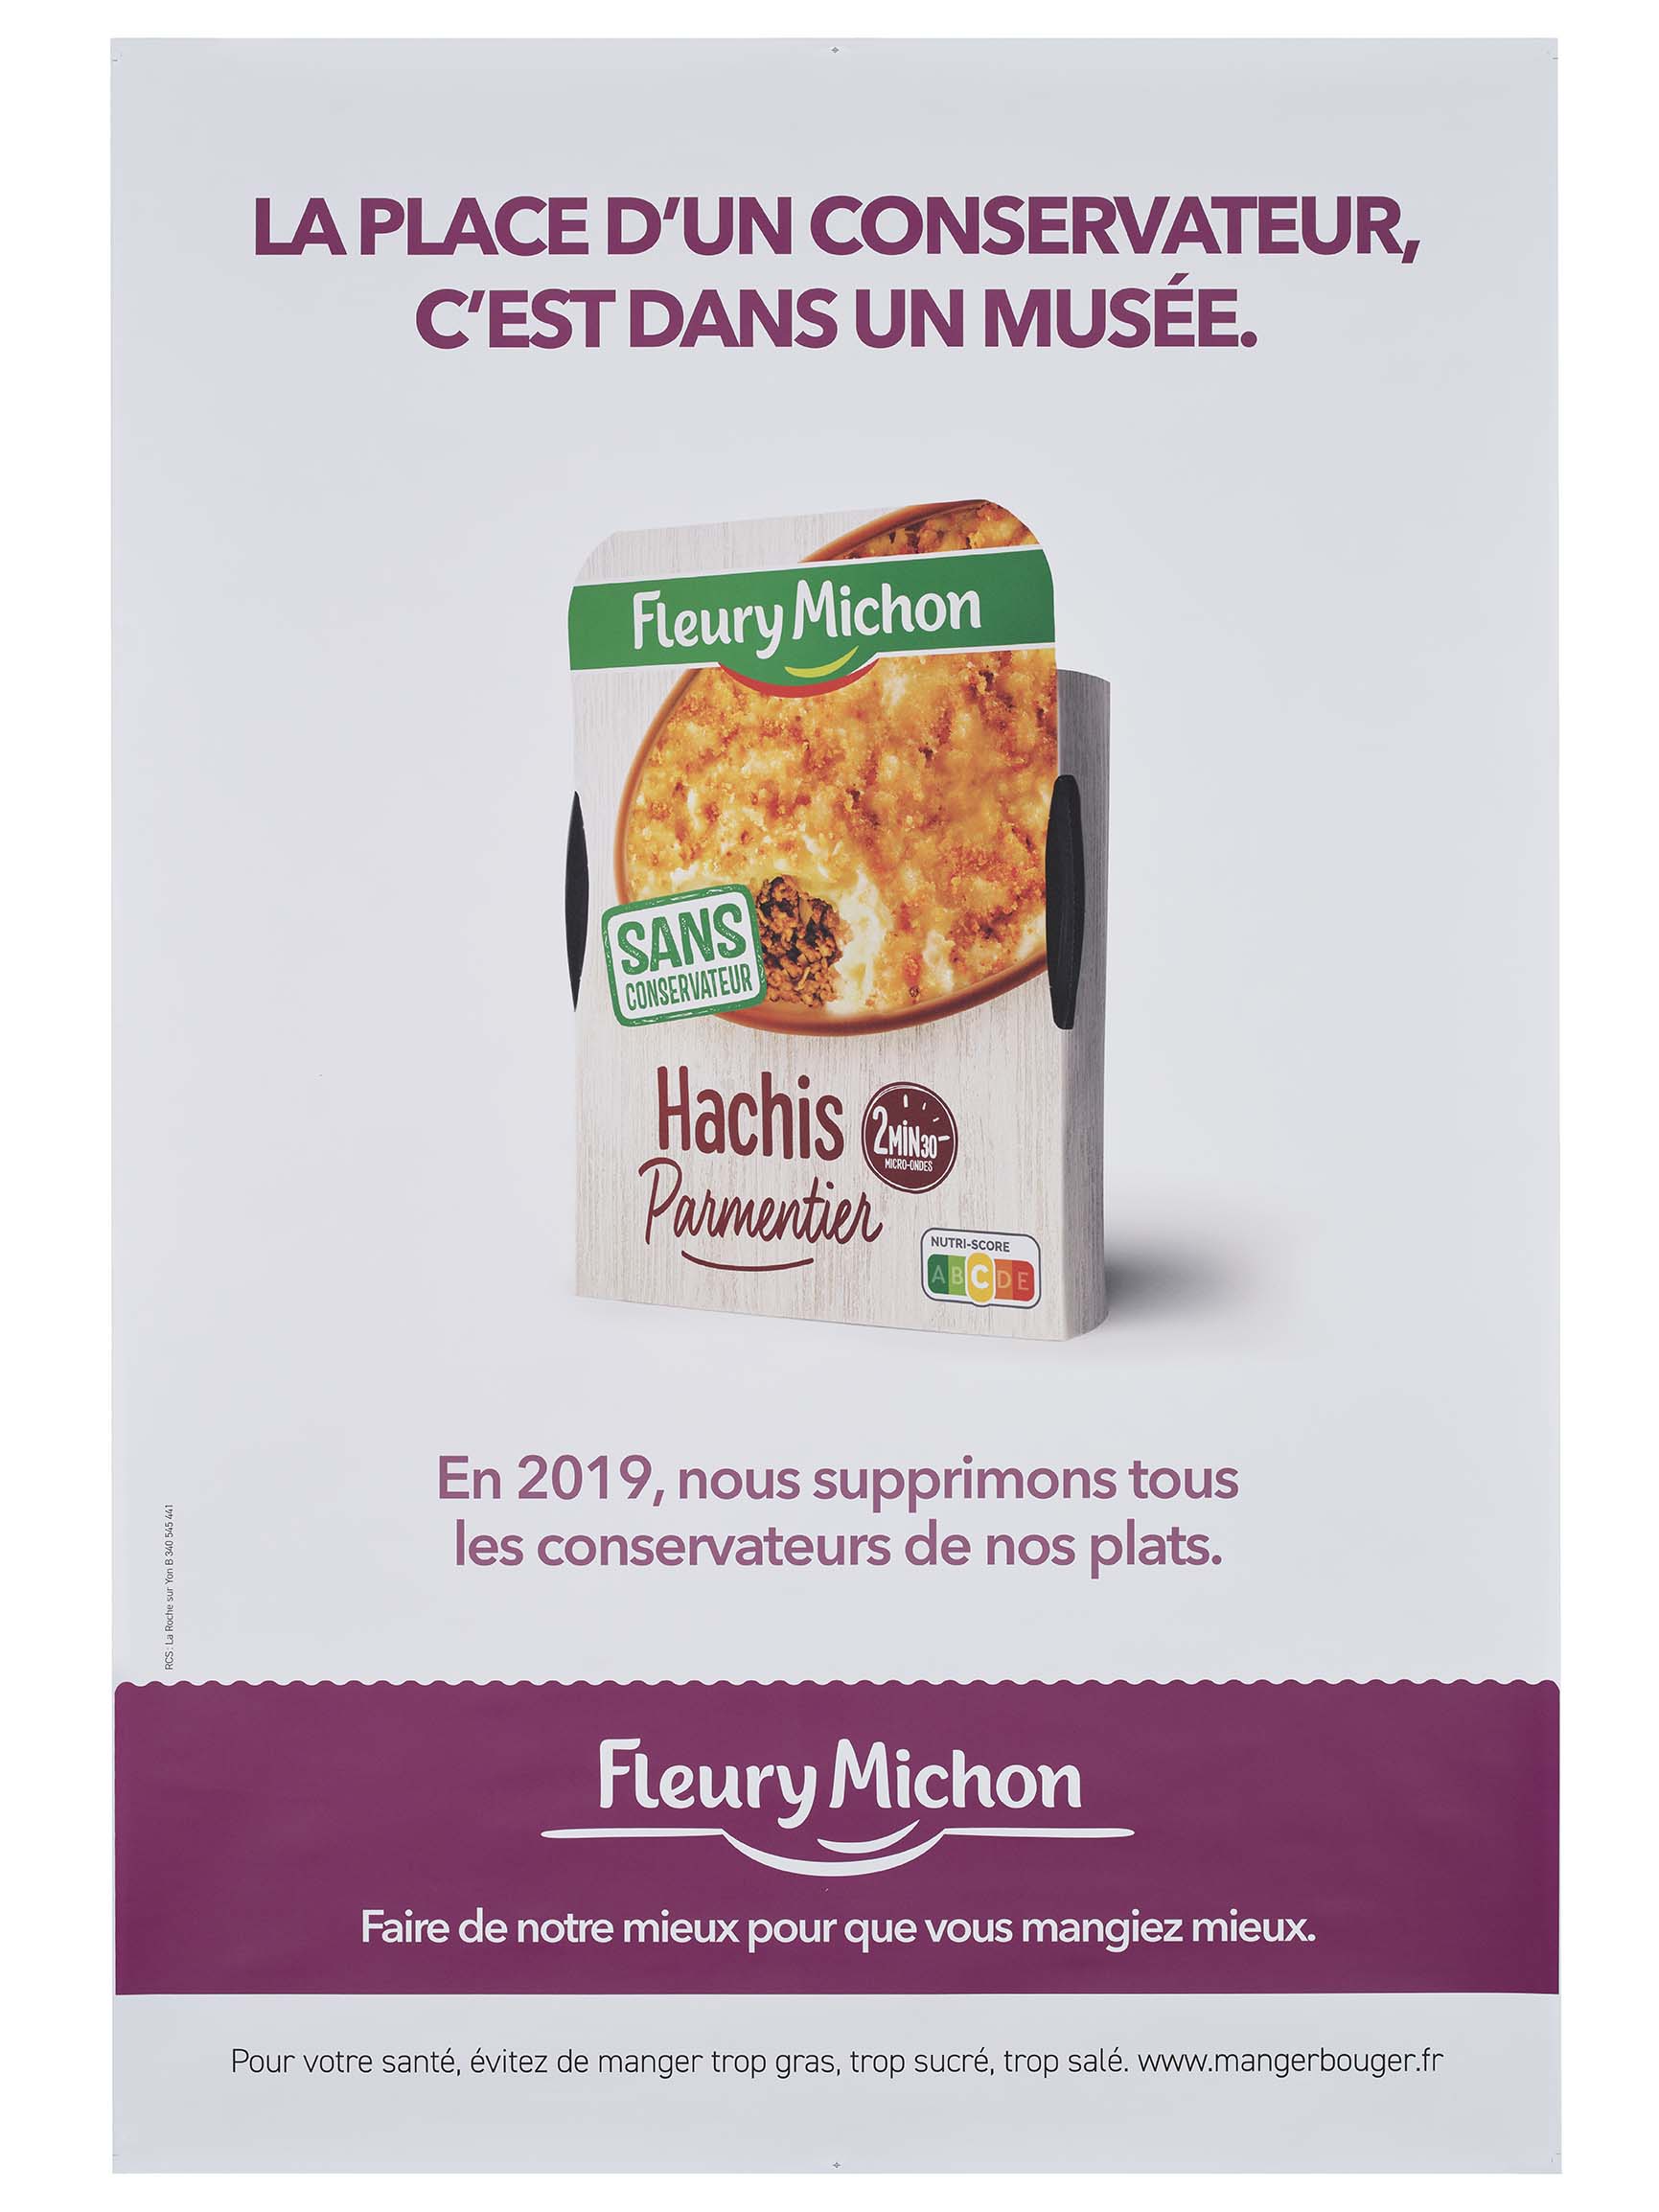 LA PLACE D'UN CONSERVATEUR,
C'EST DANS UN MUSÉE.
Fleury Michon
SANS
CONSERVATEUR
Hachis
Parmentier
2MiN30
MICRO-ONDES
NUTRI-SCORE
A B C D E
En 2019, nous supprimons tous
les conservateurs de nos plats.
RCS : La Roche sur Yon B 340 545 441
Fleury Michon
Faire de notre mieux pour que vous mangiez mieux.
Pour votre santé, évitez de manger trop gras, trop sucré, trop salé. www.mangerbouger.fr